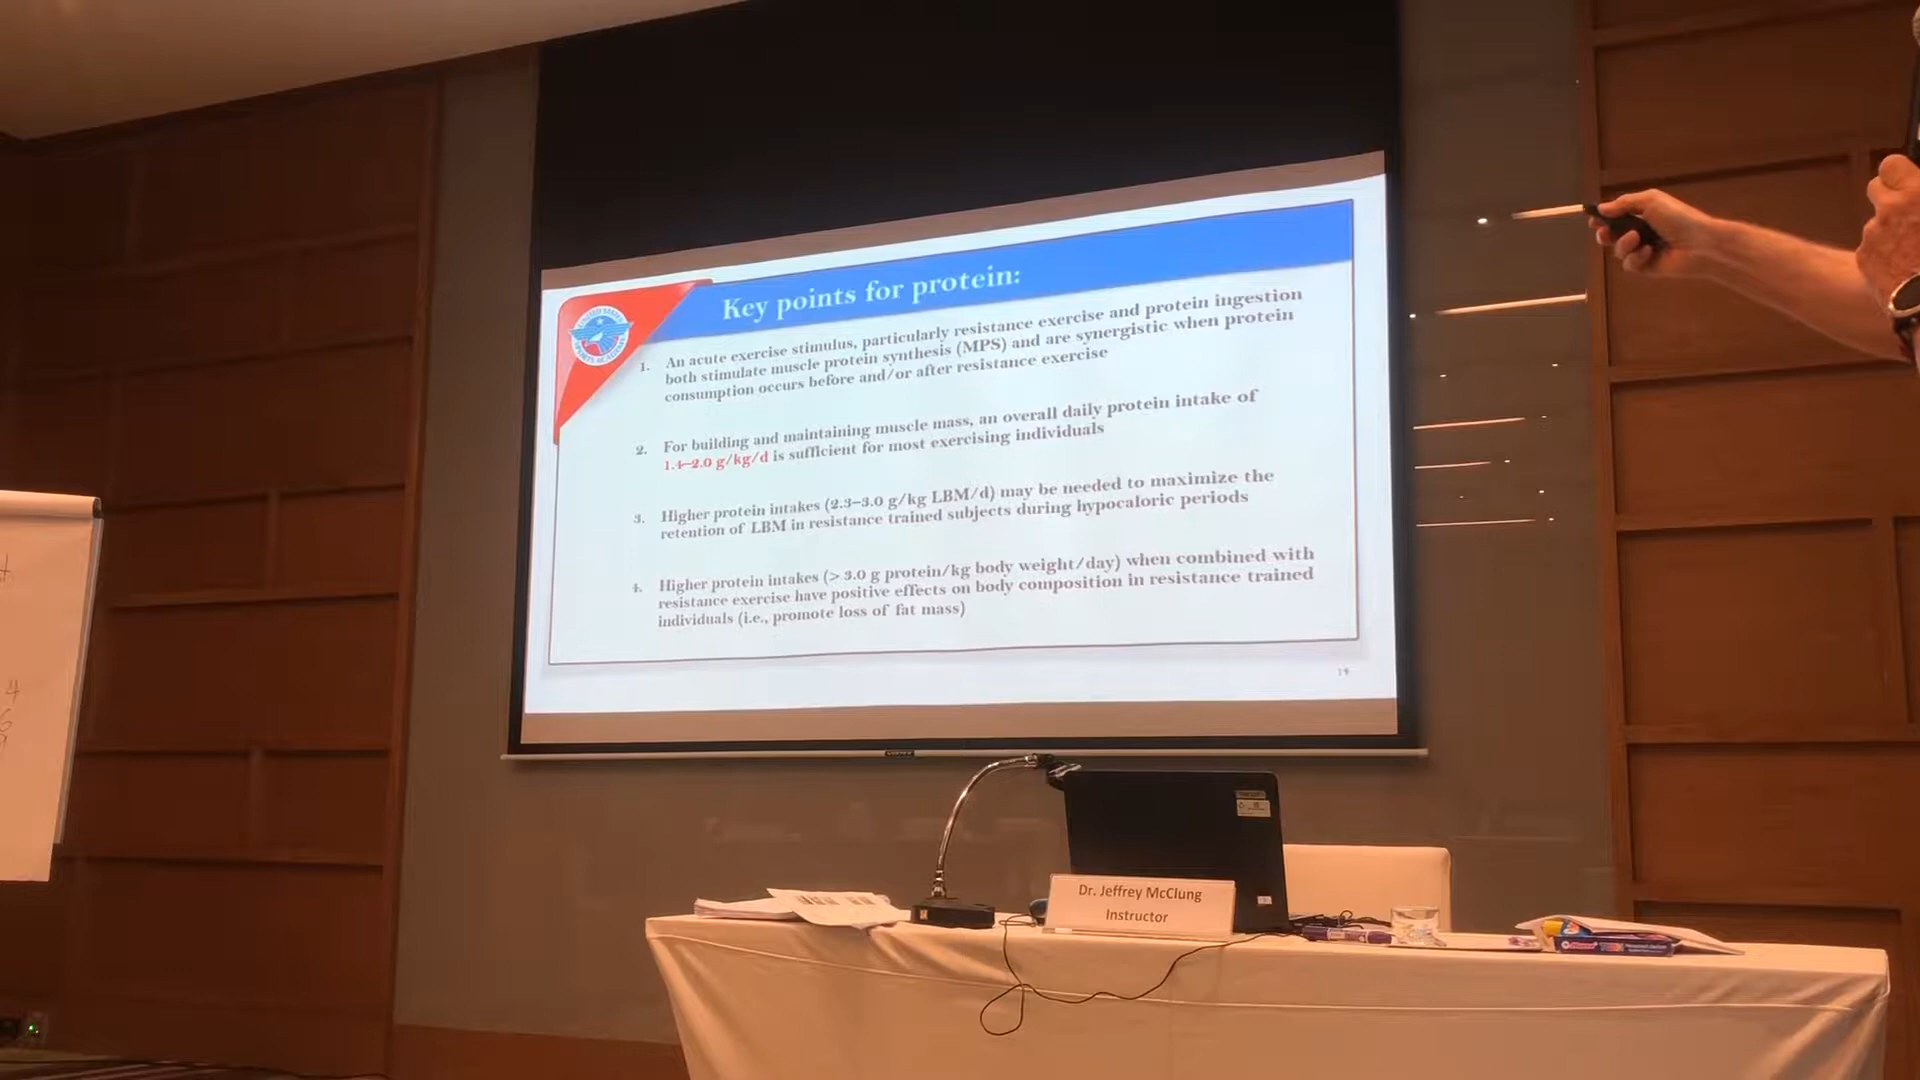 Key points for protein:
1. An acute exercise stimulus, particularly resistance exercise and protein ingestion
both stimulate muscle protein synthesis (MPS) and are synergistic when protein
consumption occurs before and/or after resistance exercise
2. For building and maintaining muscle mass, an overall daily protein intake of
1.4–2.0 g/kg/d is sufficient for most exercising individuals
3. Higher protein intakes (2.3–3.0 g/kg LBM/d) may be needed to maximize the
retention of LBM in resistance trained subjects during hypocaloric periods
4. Higher protein intakes (> 3.0 g protein/kg body weight/day) when combined with
resistance exercise have positive effects on body composition in resistance trained
individuals (i.e., promote loss of fat mass)
19
4
6
Dr. Jeffrey McClung
Instructor